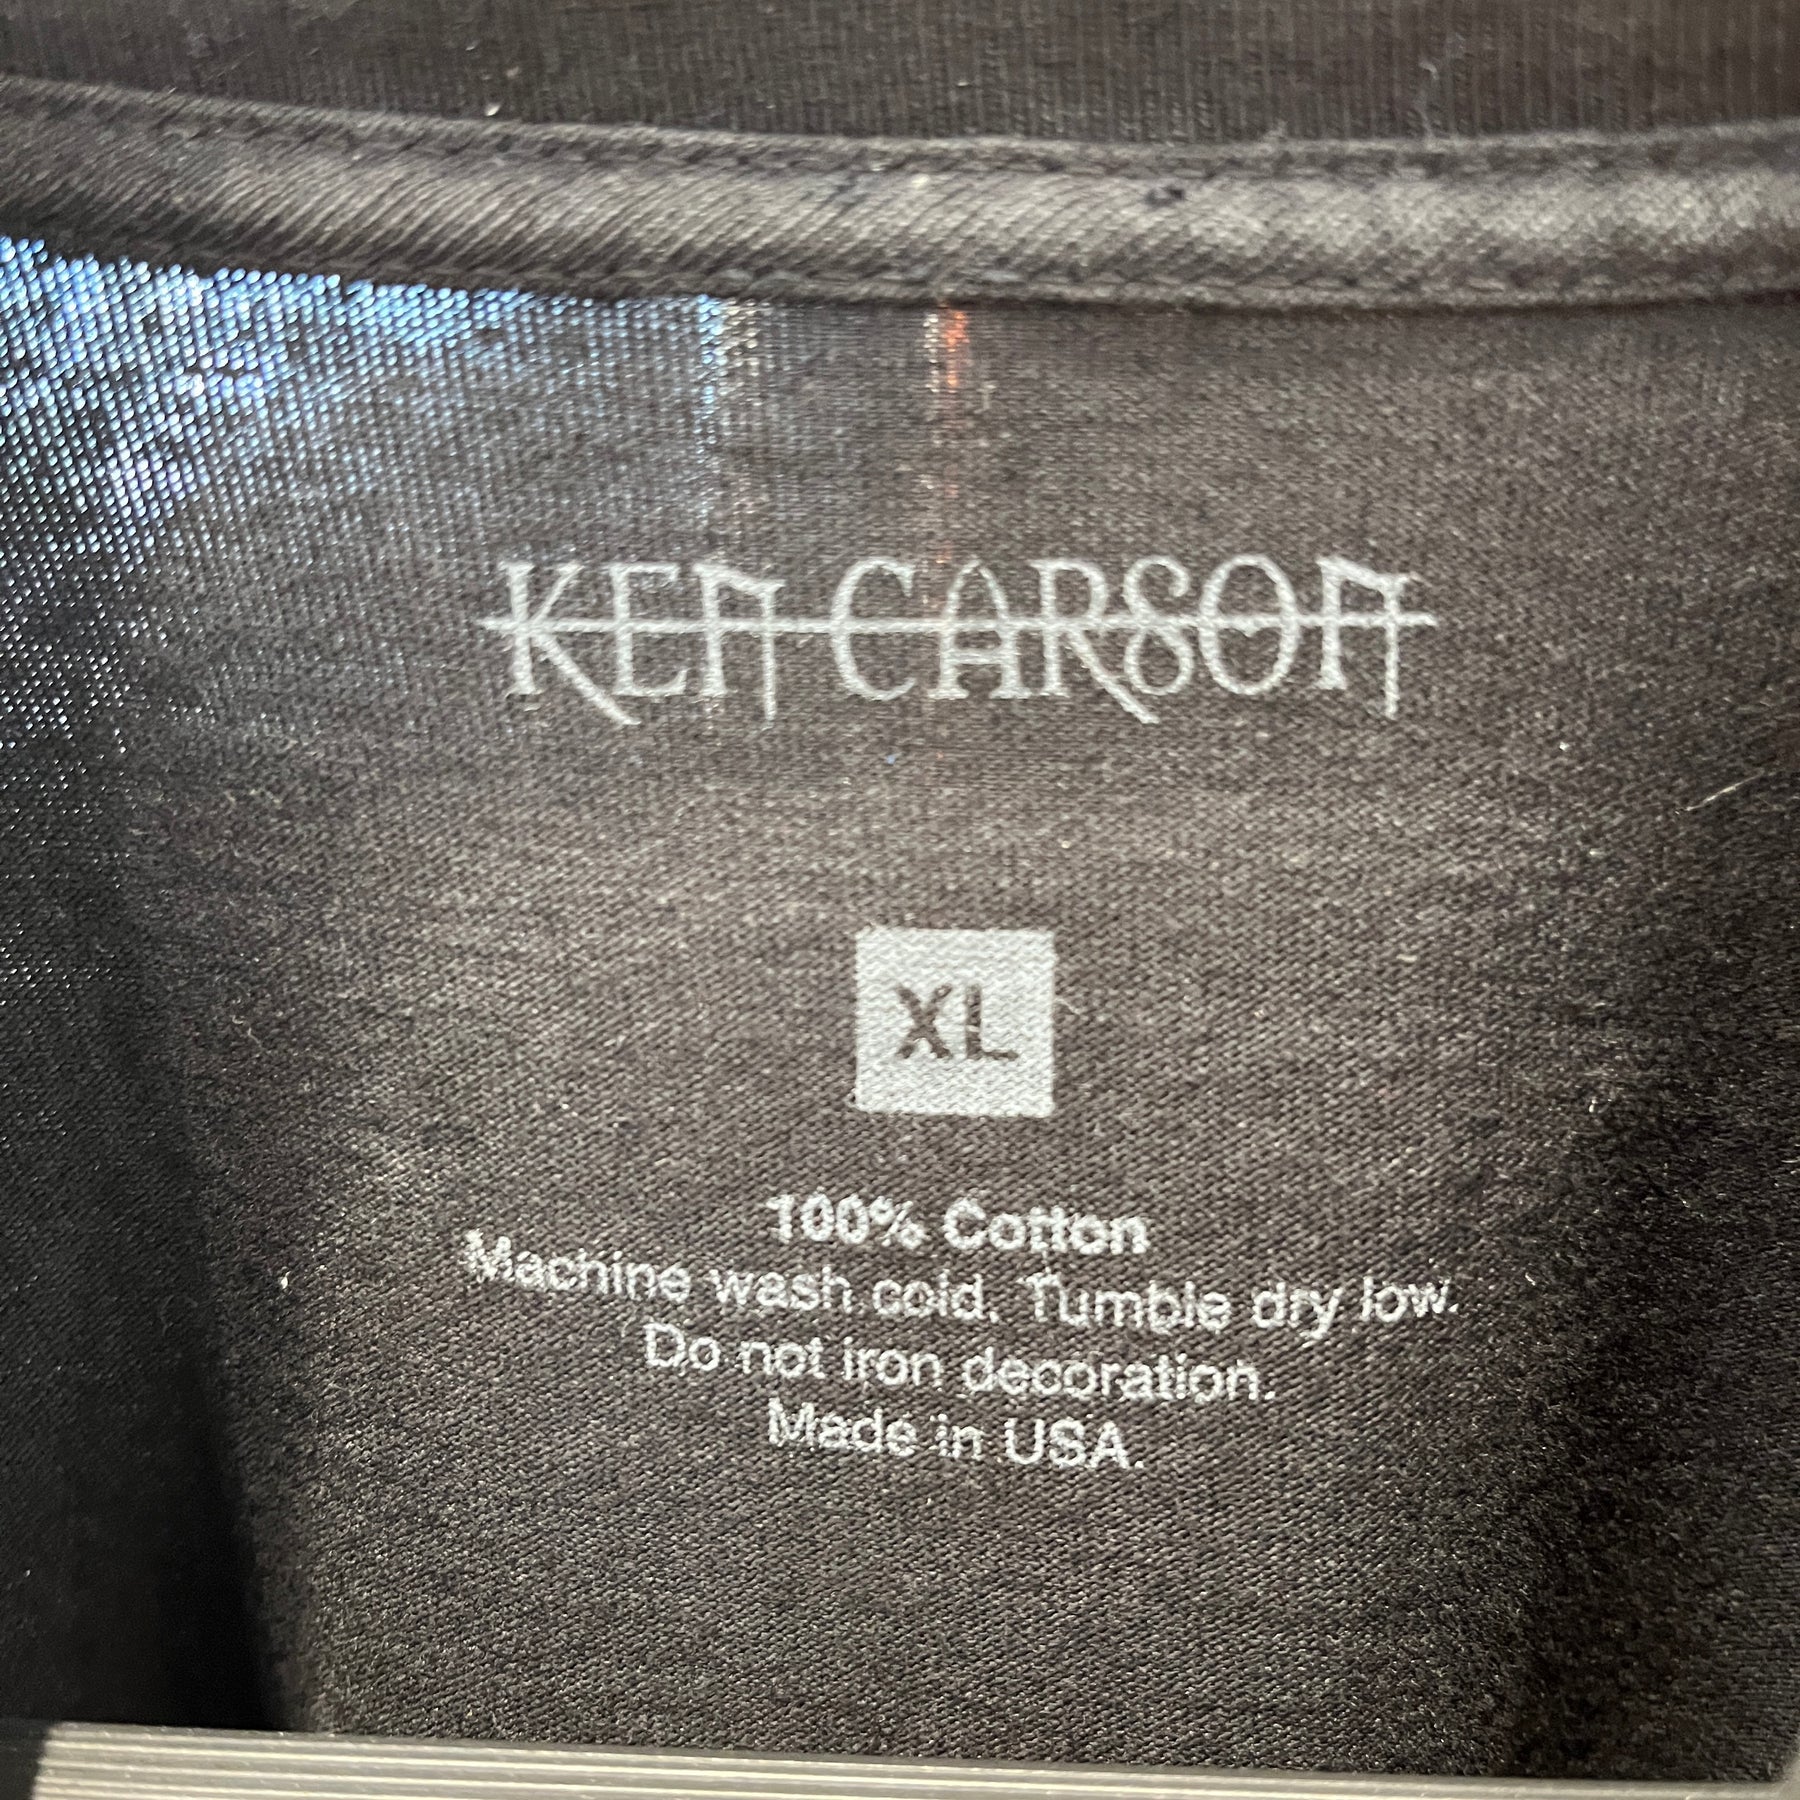 KEN CARSON
XL
100% Cotton
Machine wash cold. Tumble dry low.
Do not iron decoration.
Made in USA.